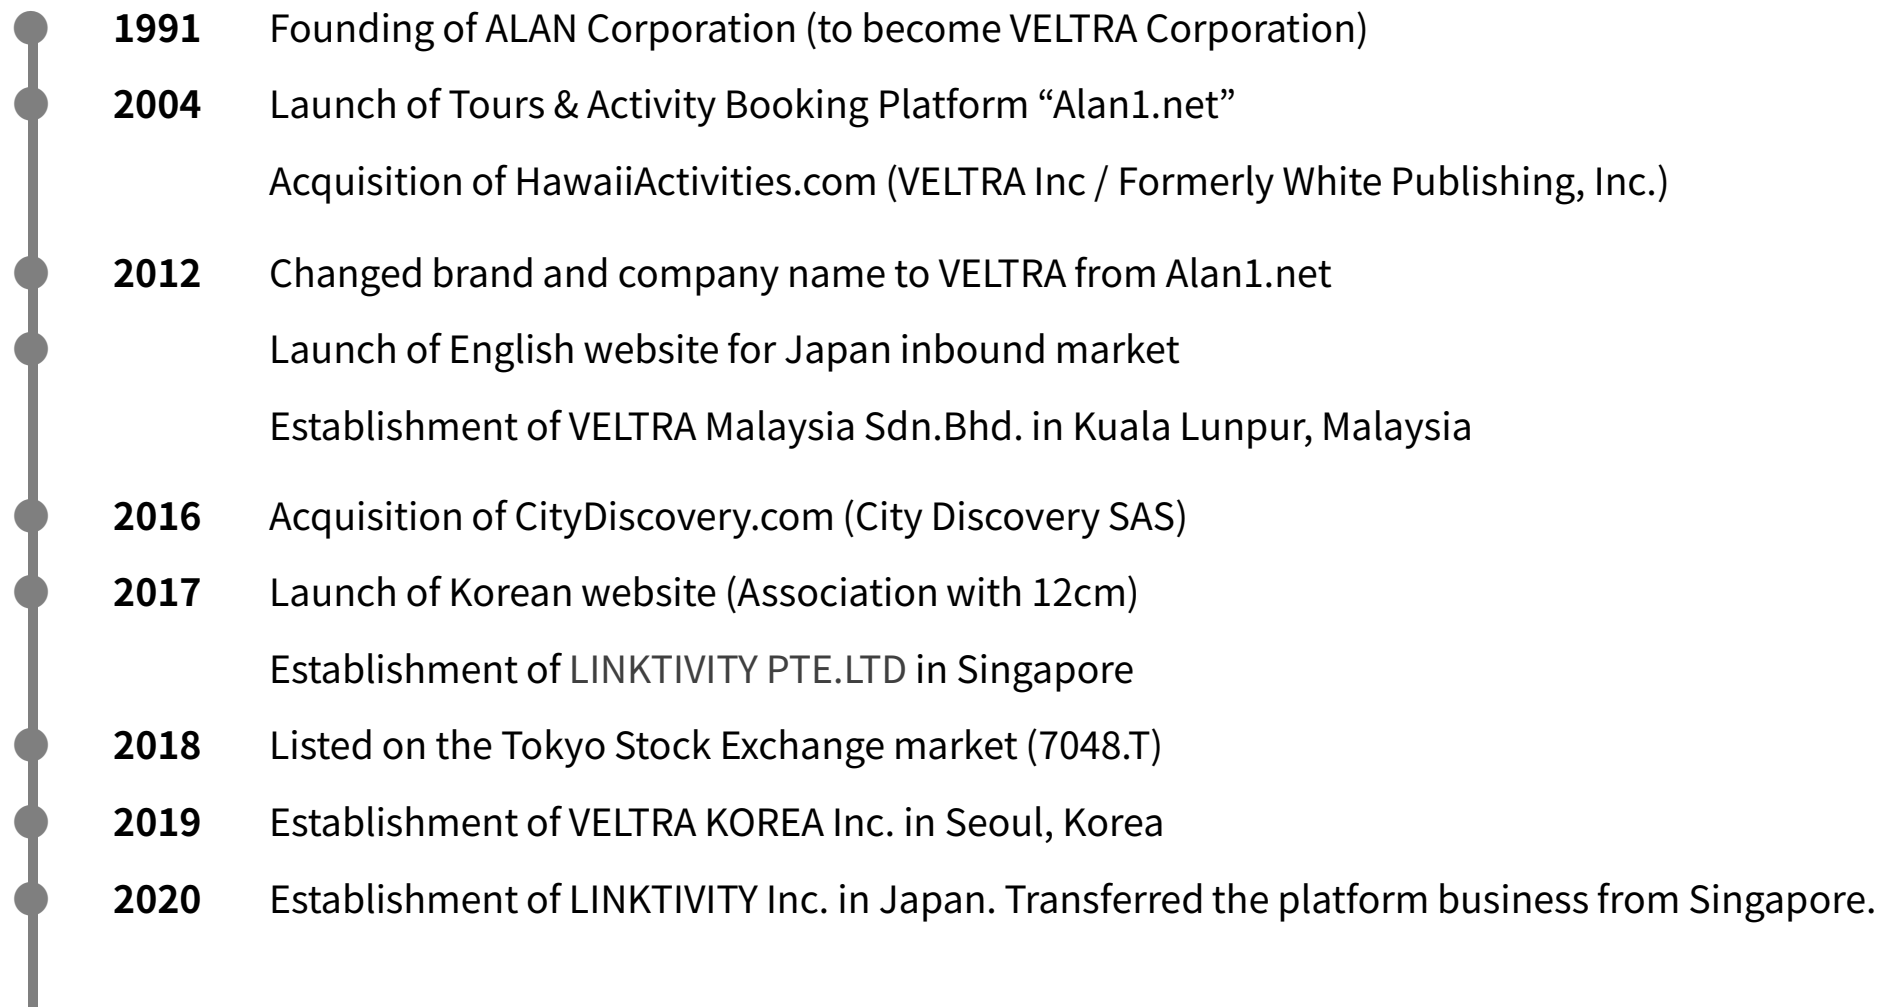 1991 Founding of ALAN Corporation (to become VELTRA Corporation)
2004 Launch of Tours & Activity Booking Platform “Alan1.net”
Acquisition of HawaiiActivities.com (VELTRA Inc / Formerly White Publishing, Inc.)
2012 Changed brand and company name to VELTRA from Alan1.net
Launch of English website for Japan inbound market
Establishment of VELTRA Malaysia Sdn.Bhd. in Kuala Lunpur, Malaysia
2016 Acquisition of CityDiscovery.com (City Discovery SAS)
2017 Launch of Korean website (Association with 12cm)
Establishment of LINKTIVITY PTE.LTD in Singapore
2018 Listed on the Tokyo Stock Exchange market (7048.T)
2019 Establishment of VELTRA KOREA Inc. in Seoul, Korea
2020 Establishment of LINKTIVITY Inc. in Japan. Transferred the platform business from Singapore.